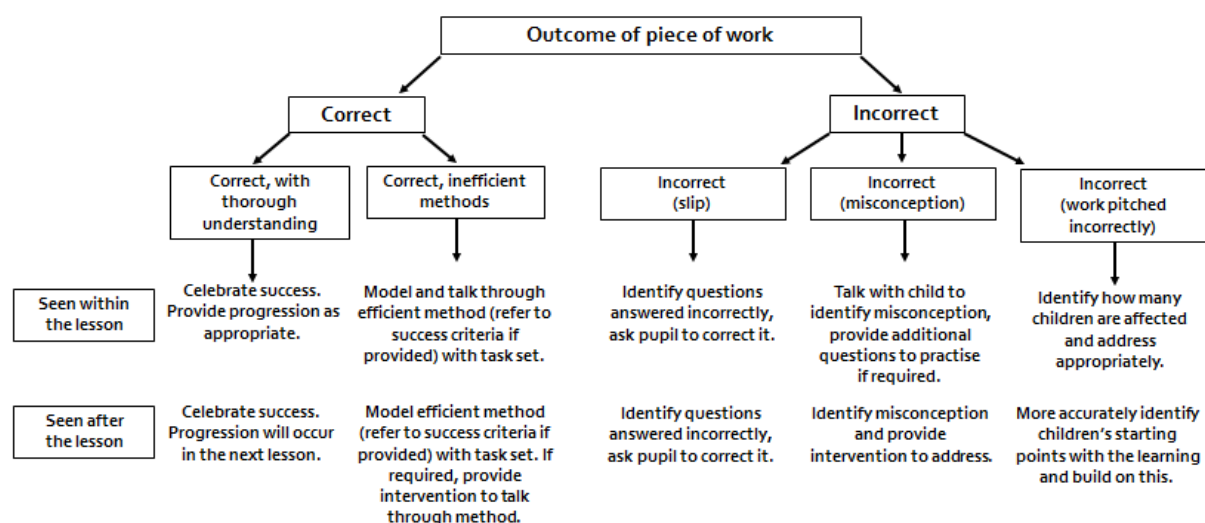 Outcome of piece of work
Correct
Incorrect
Correct, with
thorough
understanding
Correct, inefficient
methods
Incorrect
(slip)
Incorrect
(misconception)
Incorrect
(work pitched
incorrectly)
Seen within
the lesson
Celebrate success.
Provide progression as
appropriate.
Model and talk through
efficient method (refer to
success criteria if
provided) with task set.
Identify questions
answered incorrectly,
ask pupil to correct it.
Talk with child to
identify misconception,
provide additional
questions to practise
if required.
Identify how many
children are affected
and address
appropriately.
Seen after
the lesson
Celebrate success.
Progression will occur
in the next lesson.
Model efficient method
(refer to success criteria if
provided) with task set. If
required, provide
intervention to talk
through method.
Identify questions
answered incorrectly,
ask pupil to correct it.
Identify misconception
and provide
intervention to address.
More accurately identify
children's starting
points with the learning
and build on this.